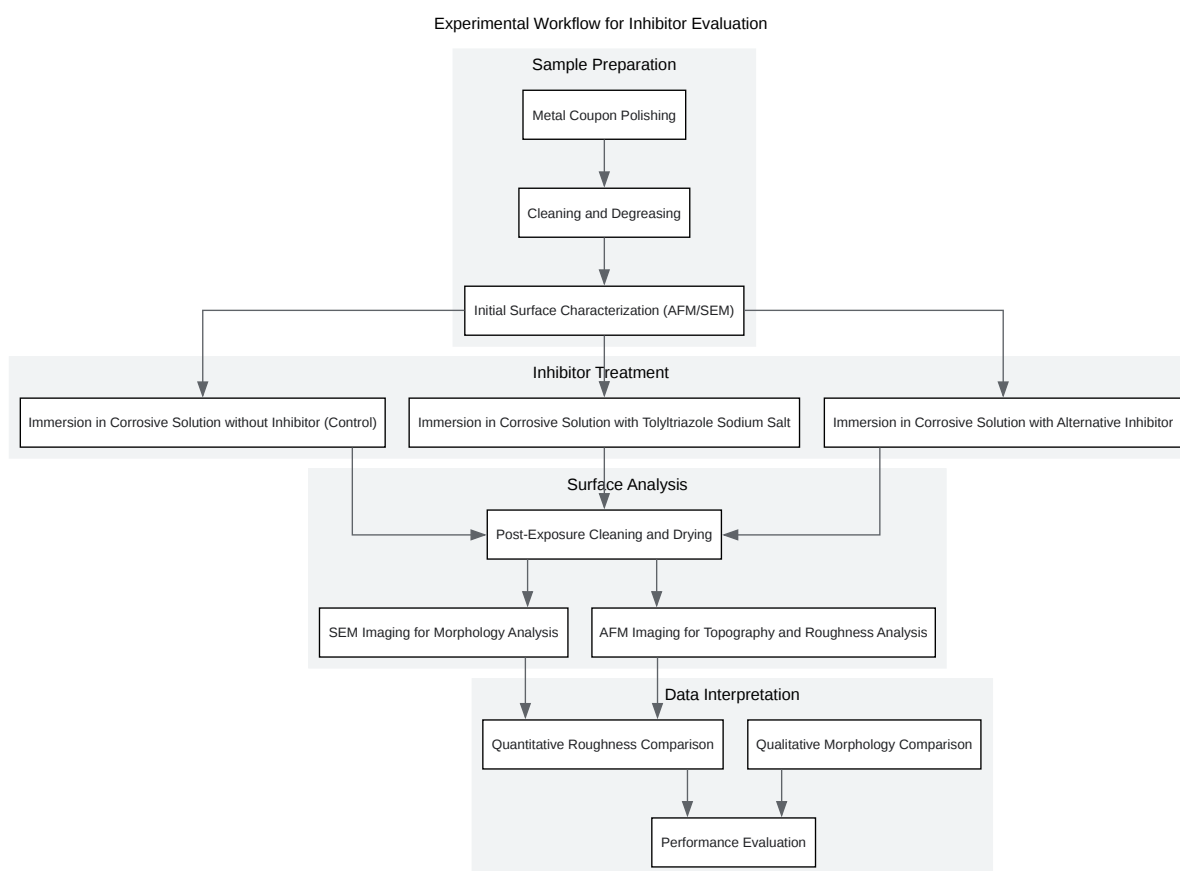 Experimental Workflow for Inhibitor Evaluation
Sample Preparation
Metal Coupon Polishing
Cleaning and Degreasing
Initial Surface Characterization (AFM/SEM)
Inhibitor Treatment
Immersion in Corrosive Solution without Inhibitor (Control)
Immersion in Corrosive Solution with Tolyltriazole Sodium Salt
Immersion in Corrosive Solution with Alternative Inhibitor
Surface Analysis
Post-Exposure Cleaning and Drying
SEM Imaging for Morphology Analysis
AFM Imaging for Topography and Roughness Analysis
Data Interpretation
Quantitative Roughness Comparison
Qualitative Morphology Comparison
Performance Evaluation